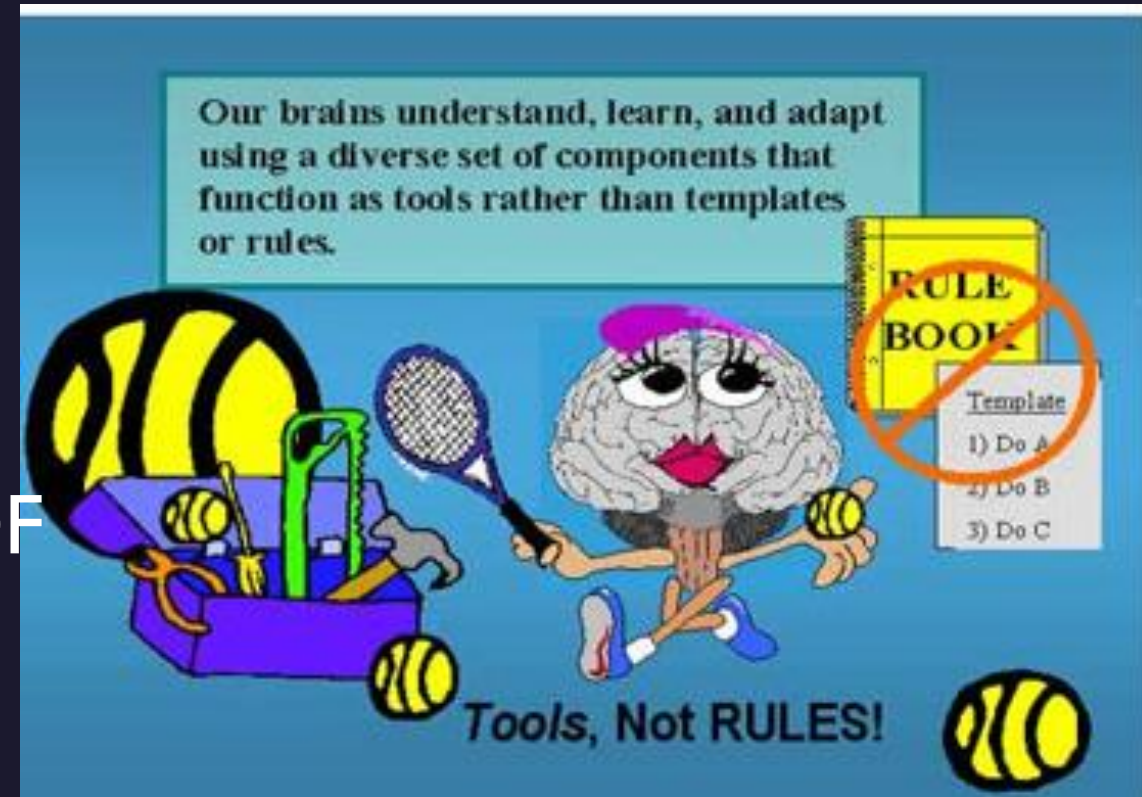 Our brains understand, learn, and adapt
using a diverse set of components that
function as tools rather than templates
or rules.
RULE
BOOK
Template
1) Do A
2) Do B
3) Do C
F
Tools, Not RULES!